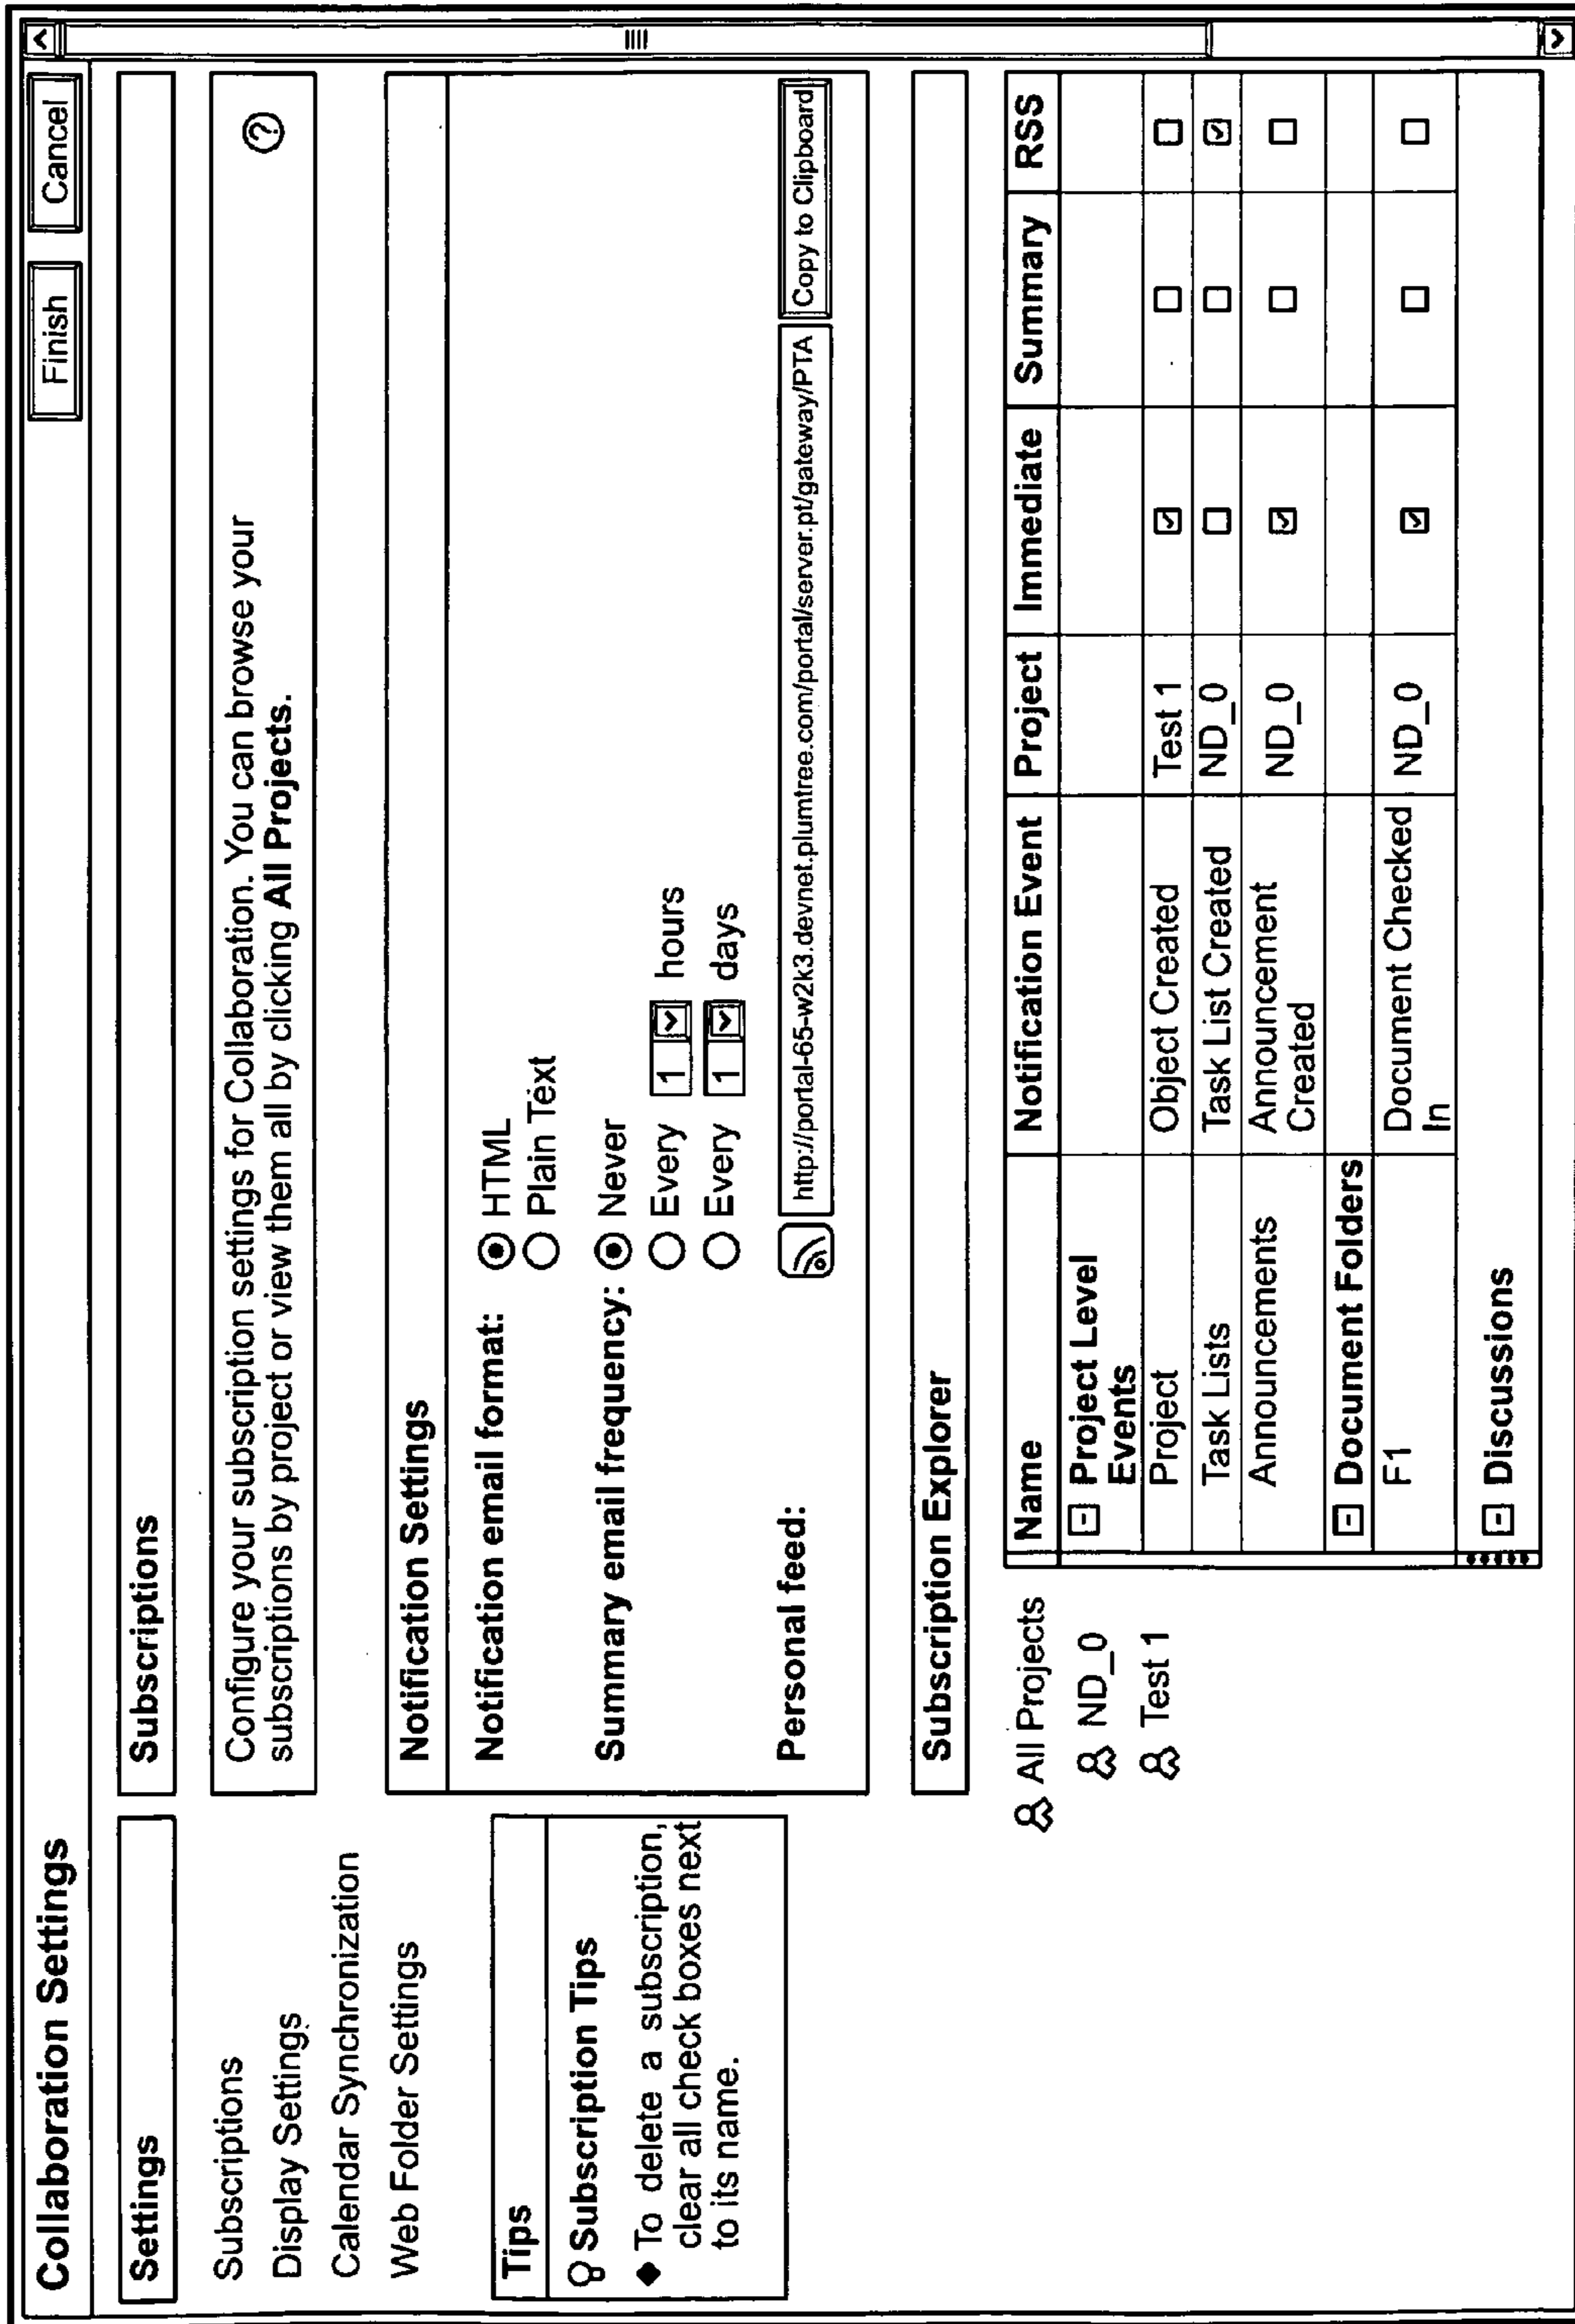 Collaboration Settings
Finish
Cancel
Settings
Subscriptions
Display Settings
Calendar Synchronization
Web Folder Settings
Tips
Subscription Tips
To delete a subscription,
clear all check boxes next
to its name.
Subscriptions
Configure your subscription settings for Collaboration. You can browse your
subscriptions by project or view them all by clicking All Projects.
?
Notification Settings
Notification email format:
HTML
Plain Text
Summary email frequency:
Never
Every 1 hours
Every 1 days
Personal feed:
http://portal-65-w2k3.devnet.plumtree.com/portal/server.pt/gateway/PTA
Copy to Clipboard
Subscription Explorer
All Projects
ND_0
Test 1
Name Notification Event Project Immediate Summary RSS
Project Level
Events
Project Object Created Test 1
Task Lists Task List Created ND_0
Announcements Announcement ND_0
Created
Document Folders
F1 Document Checked ND_0
In
Discussions